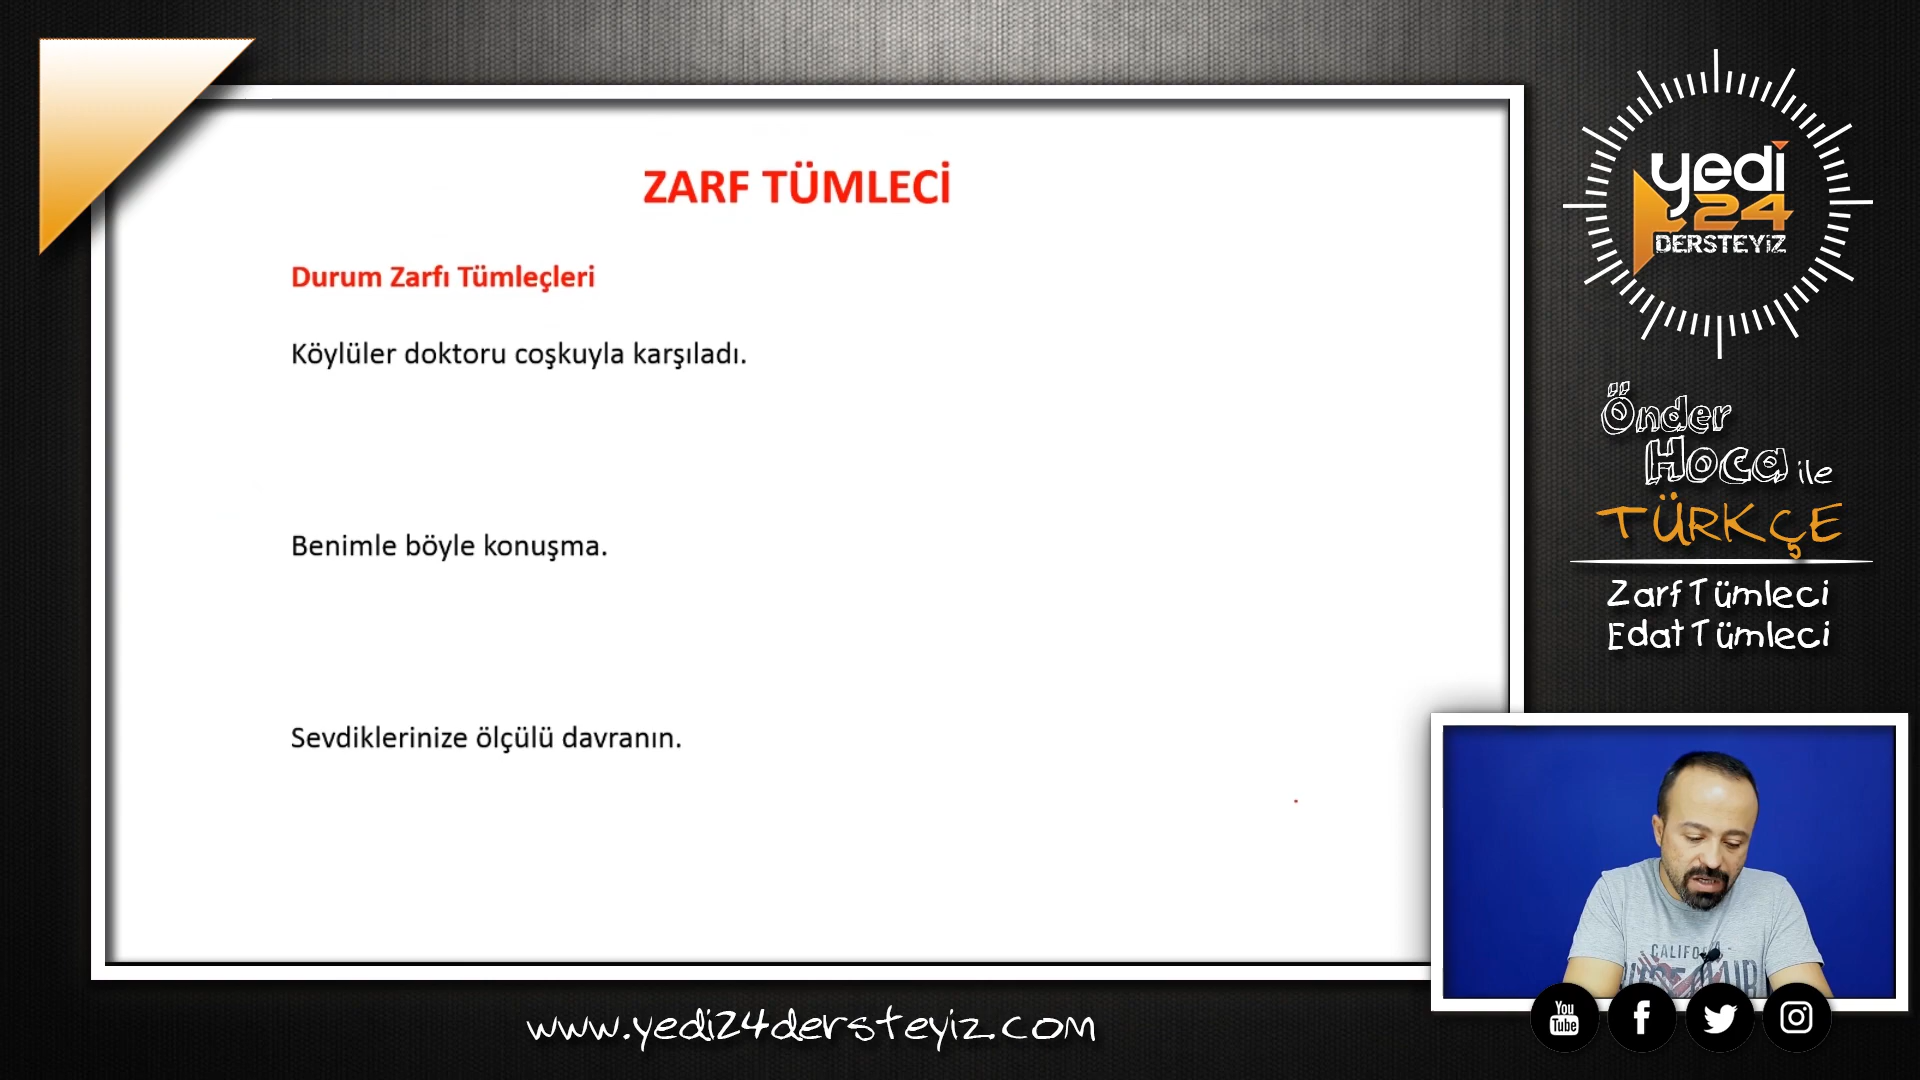 ZARF TÜMLECİ
Durum Zarfı Tümleçleri
Köylüler doktoru coşkuyla karşıladı.
Benimle böyle konuşma.
Sevdiklerinize ölçülü davranın.
yedi
24
DERSTEYİZ
Önder
Hoca ile
TÜRKÇE
Zarf Tümleci
Edat Tümleci
www.yedi24dersteyiz.com
You
Tube